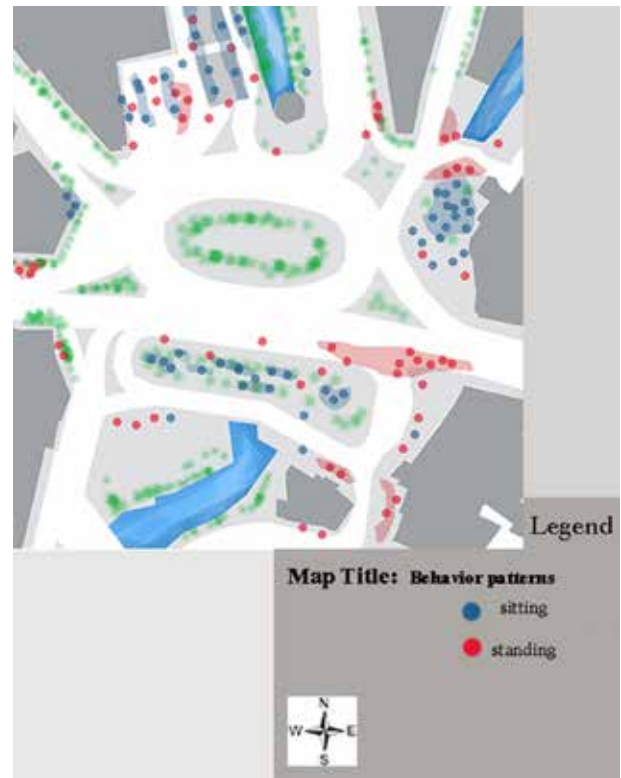 Legend
Map Title: Behavior patterns
sitting
standing
N
W E
S